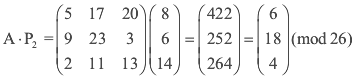 A · P₂ = (5 17 20; 9 23 3; 2 11 13) (8; 6; 14) = (422; 252; 264) = (6; 18; 4) (mod 26)